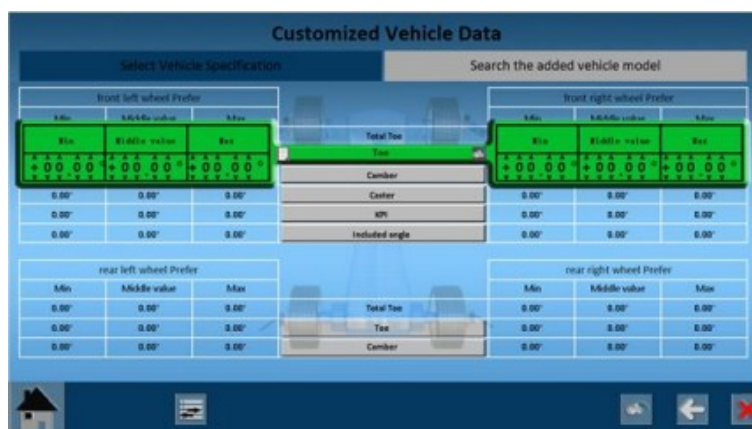 Customized Vehicle Data
Select Vehicle Specification
Search the added vehicle model
front left wheel Prefer
front right wheel Prefer
Min Middle value Max
Min Middle value Max
Total Toe
Min Middle value Max
Min Middle value Max
Toe
+00°00° +00°00° +00°00°
+00°00° +00°00° +00°00°
Camber
0.00° 0.00° 0.00° Caster 0.00° 0.00° 0.00°
0.00° 0.00° 0.00° KPI 0.00° 0.00° 0.00°
0.00° 0.00° 0.00° Included angle 0.00° 0.00° 0.00°
rear left wheel Prefer
rear right wheel Prefer
Min Middle value Max
Min Middle value Max
0.00° 0.00° 0.00° Total Toe 0.00° 0.00° 0.00°
0.00° 0.00° 0.00° Toe 0.00° 0.00° 0.00°
0.00° 0.00° 0.00° Camber 0.00° 0.00° 0.00°